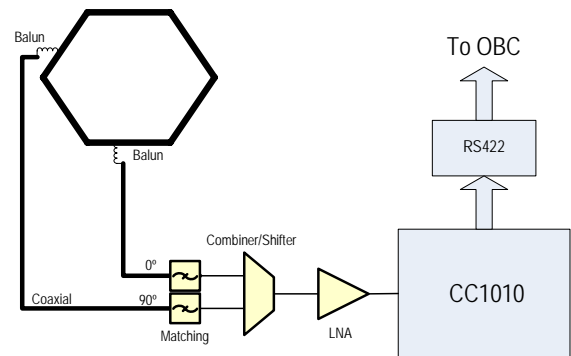 Balun
To OBC
RS422
Balun
Combiner/Shifter
0º
CC1010
Coaxial
90º
LNA
Matching